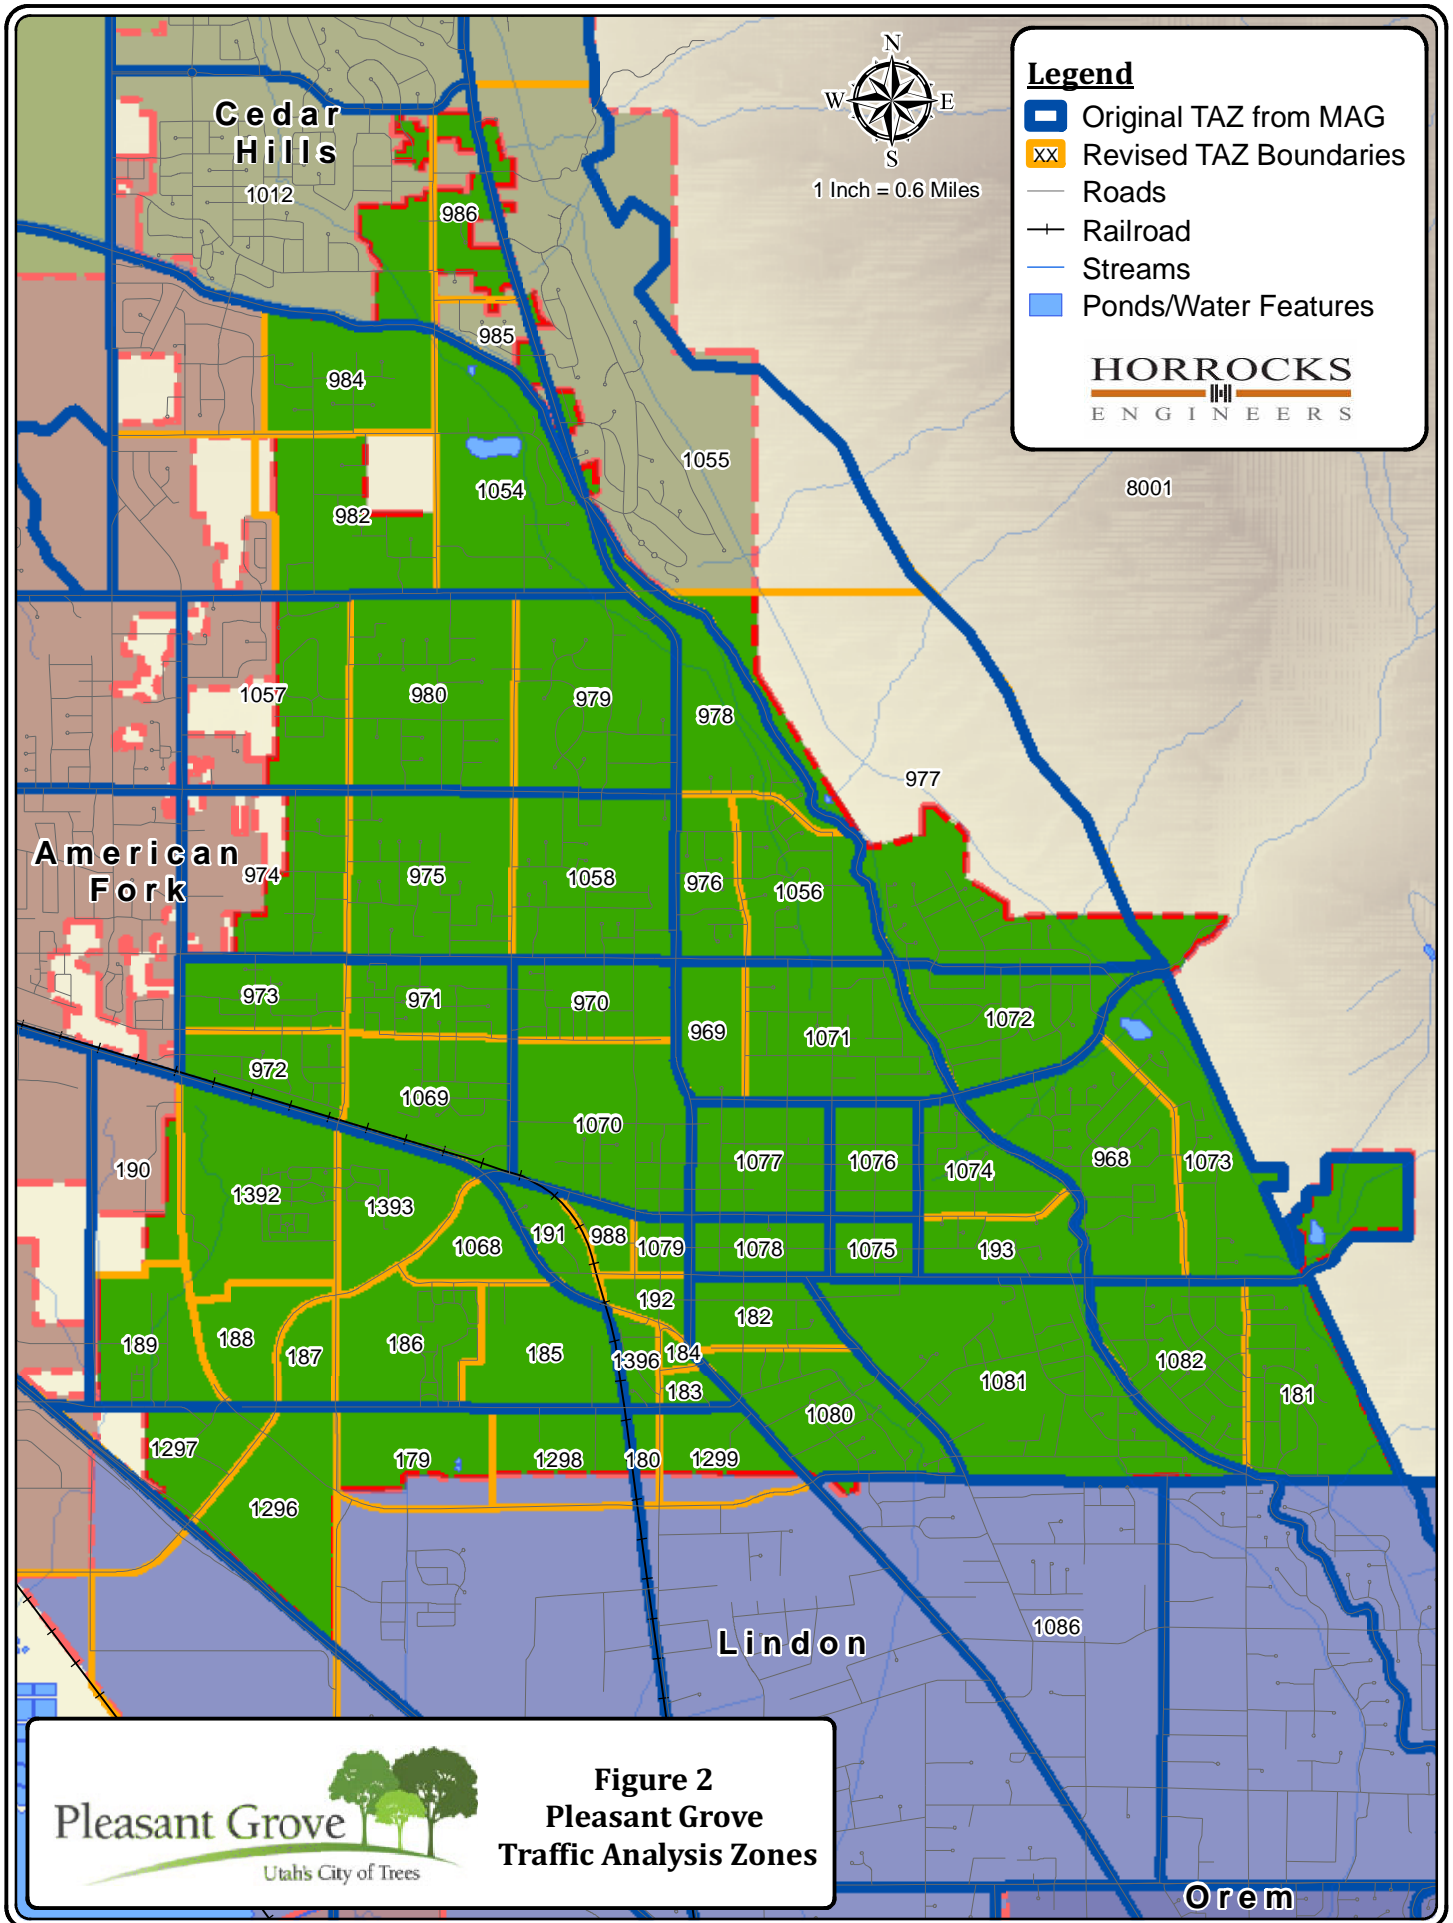 N
W E
S
1 Inch = 0.6 Miles
Legend
Original TAZ from MAG
XX Revised TAZ Boundaries
Roads
Railroad
Streams
Ponds/Water Features
HORROCKS
ENGINEERS
Cedar
Hills
1012
986
985
984
1055
8001
1054
982
1057
980
979
978
977
American
Fork
974
975
1058
976
1056
973
971
970
969
1071
1072
972
1069
1070
190
1392
1393
1068
191
988
1079
1077
1076
1074
968
1073
1078
1075
193
192
182
189
188
187
186
185
1396
184
183
1080
1081
1082
181
1297
179
1298
180
1299
1296
Lindon
1086
Orem
Pleasant Grove
Utah's City of Trees
Figure 2
Pleasant Grove
Traffic Analysis Zones